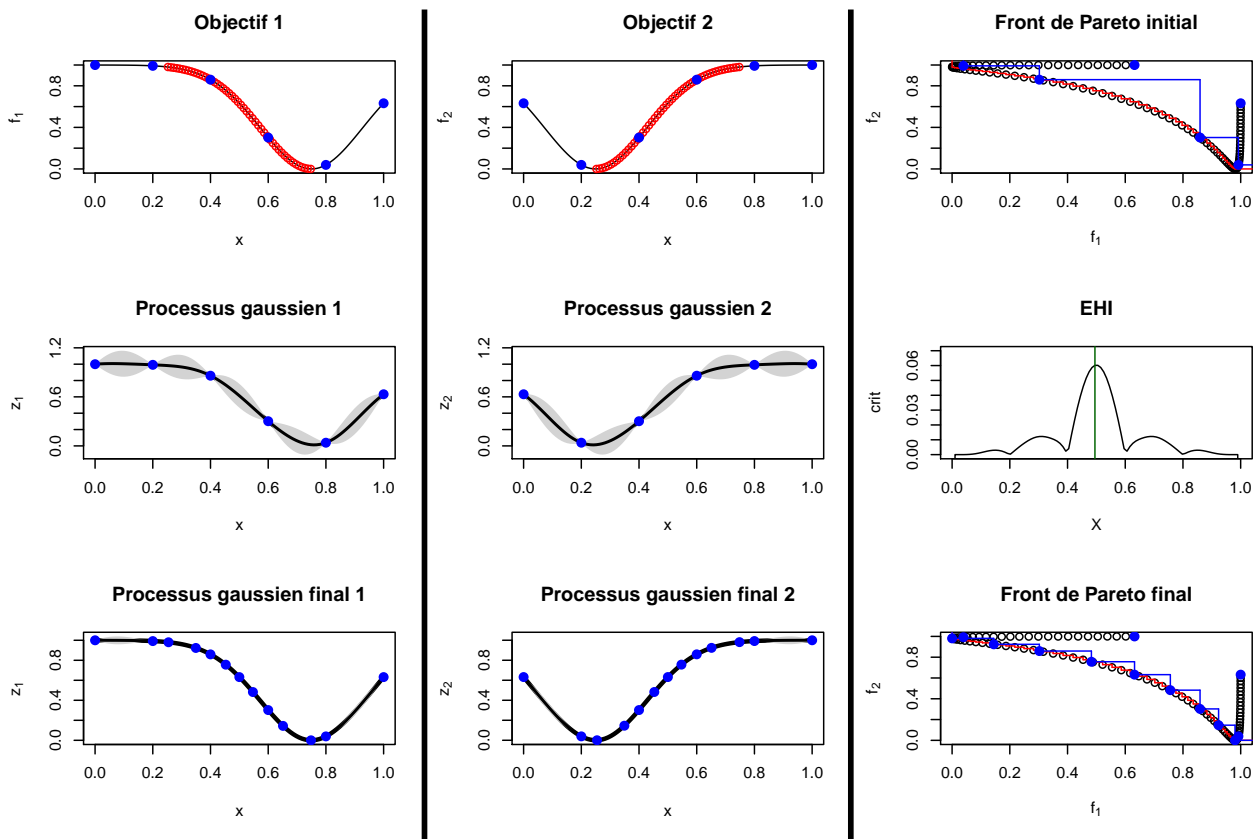 Objectif 1
f1
0.0 0.4 0.8
0.0 0.2 0.4 0.6 0.8 1.0
x
Objectif 2
f2
0.0 0.4 0.8
0.0 0.2 0.4 0.6 0.8 1.0
x
Front de Pareto initial
f2
0.0 0.4 0.8
0.0 0.2 0.4 0.6 0.8 1.0
f1
Processus gaussien 1
z1
0.0 0.6 1.2
0.0 0.2 0.4 0.6 0.8 1.0
x
Processus gaussien 2
z2
0.0 0.6 1.2
0.0 0.2 0.4 0.6 0.8 1.0
x
EHI
crit
0.00 0.03 0.06
0.0 0.2 0.4 0.6 0.8 1.0
X
Processus gaussien final 1
z1
0.0 0.4 0.8
0.0 0.2 0.4 0.6 0.8 1.0
x
Processus gaussien final 2
z2
0.0 0.4 0.8
0.0 0.2 0.4 0.6 0.8 1.0
x
Front de Pareto final
f2
0.0 0.4 0.8
0.0 0.2 0.4 0.6 0.8 1.0
f1